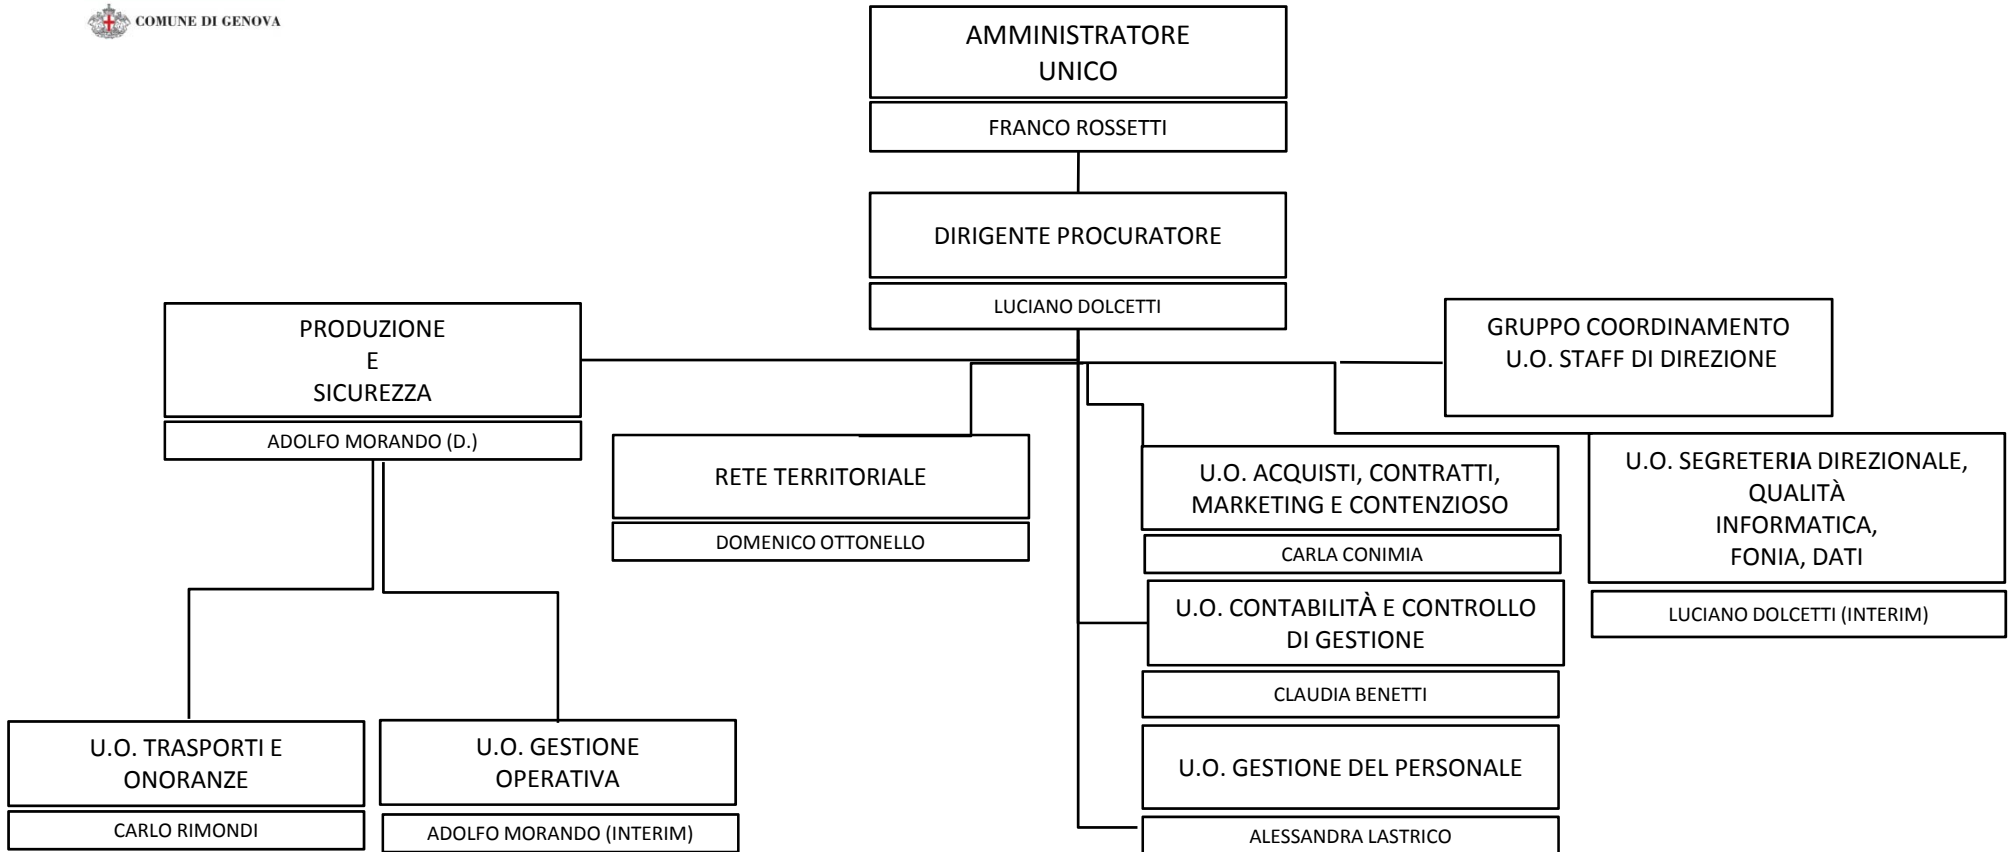 COMUNE DI GENOVA
AMMINISTRATORE
UNICO
FRANCO ROSSETTI
DIRIGENTE PROCURATORE
LUCIANO DOLCETTI
PRODUZIONE
E
SICUREZZA
ADOLFO MORANDO (D.)
GRUPPO COORDINAMENTO
U.O. STAFF DI DIREZIONE
RETE TERRITORIALE
DOMENICO OTTONELLO
U.O. ACQUISTI, CONTRATTI,
MARKETING E CONTENZIOSO
CARLA CONIMIA
U.O. SEGRETERIA DIREZIONALE,
QUALITÀ
INFORMATICA,
FONIA, DATI
LUCIANO DOLCETTI (INTERIM)
U.O. CONTABILITÀ E CONTROLLO
DI GESTIONE
CLAUDIA BENETTI
U.O. TRASPORTI E
ONORANZE
CARLO RIMONDI
U.O. GESTIONE
OPERATIVA
ADOLFO MORANDO (INTERIM)
U.O. GESTIONE DEL PERSONALE
ALESSANDRA LASTRICO